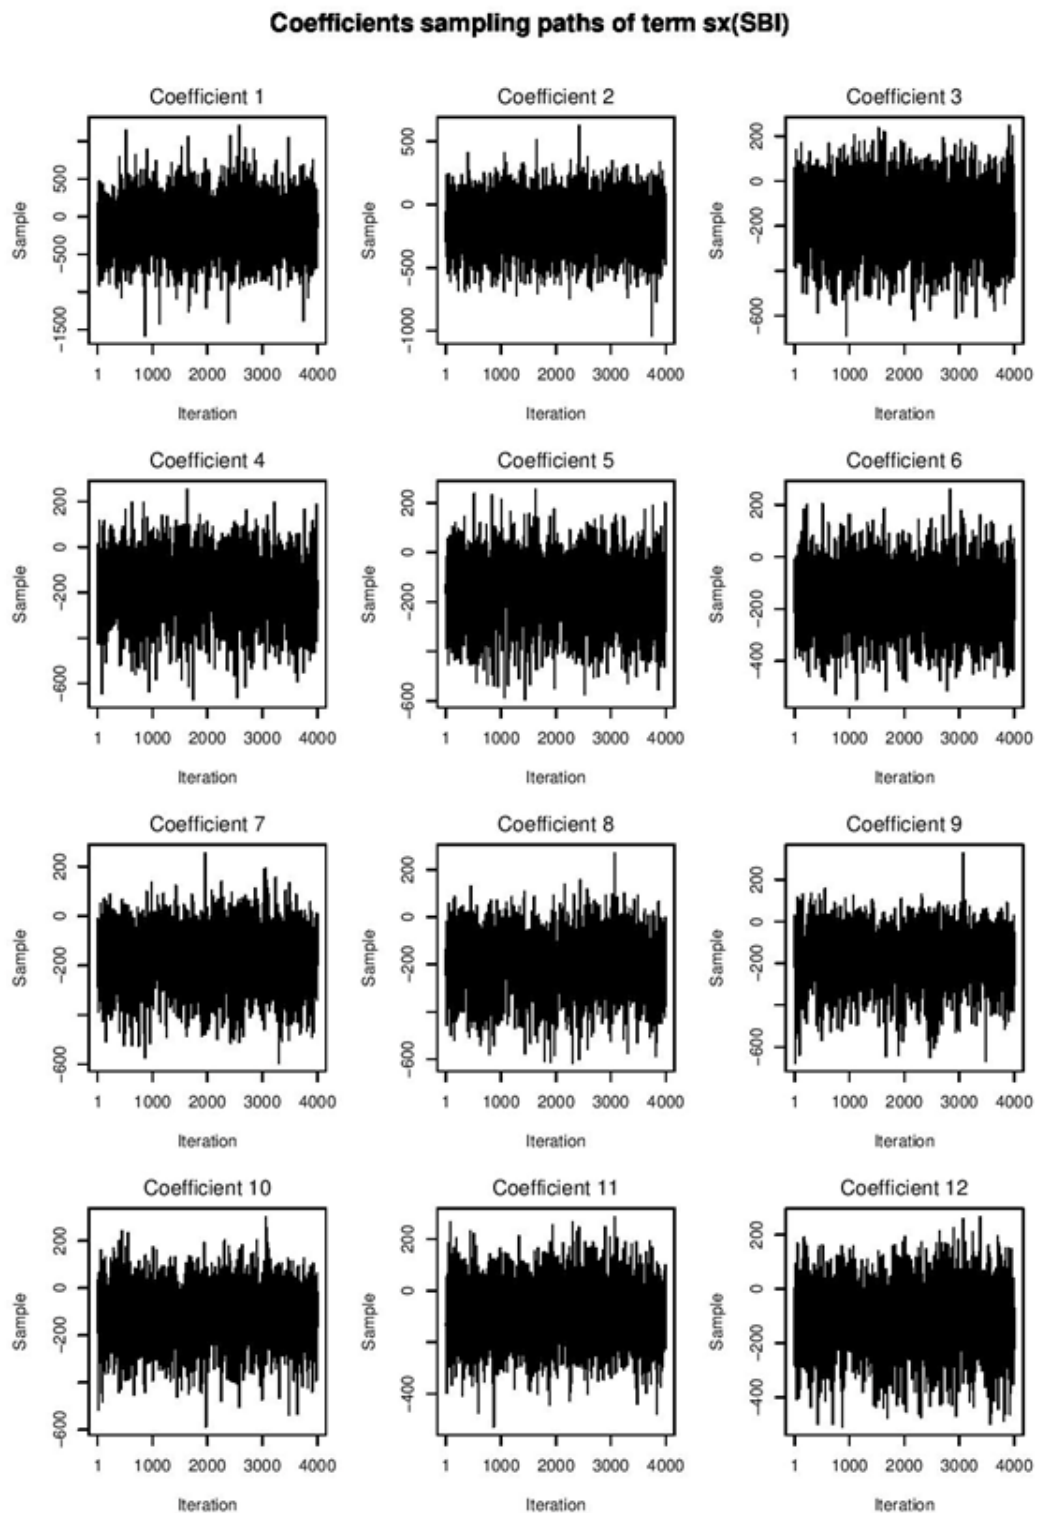 Coefficients sampling paths of term sx(SBI)
Coefficient 1
Sample
500
0
-500
-1500
1 1000 2000 3000 4000
Iteration
Coefficient 2
Sample
500
0
-500
-1000
1 1000 2000 3000 4000
Iteration
Coefficient 3
Sample
200
0
-200
-600
1 1000 2000 3000 4000
Iteration
Coefficient 4
Sample
200
0
-200
-600
1 1000 2000 3000 4000
Iteration
Coefficient 5
Sample
200
0
-200
-600
1 1000 2000 3000 4000
Iteration
Coefficient 6
Sample
200
0
-200
-400
1 1000 2000 3000 4000
Iteration
Coefficient 7
Sample
200
0
-200
-600
1 1000 2000 3000 4000
Iteration
Coefficient 8
Sample
200
0
-200
-600
1 1000 2000 3000 4000
Iteration
Coefficient 9
Sample
200
0
-200
-600
1 1000 2000 3000 4000
Iteration
Coefficient 10
Sample
200
0
-200
-600
1 1000 2000 3000 4000
Iteration
Coefficient 11
Sample
200
0
-400
1 1000 2000 3000 4000
Iteration
Coefficient 12
Sample
200
0
-200
-400
1 1000 2000 3000 4000
Iteration